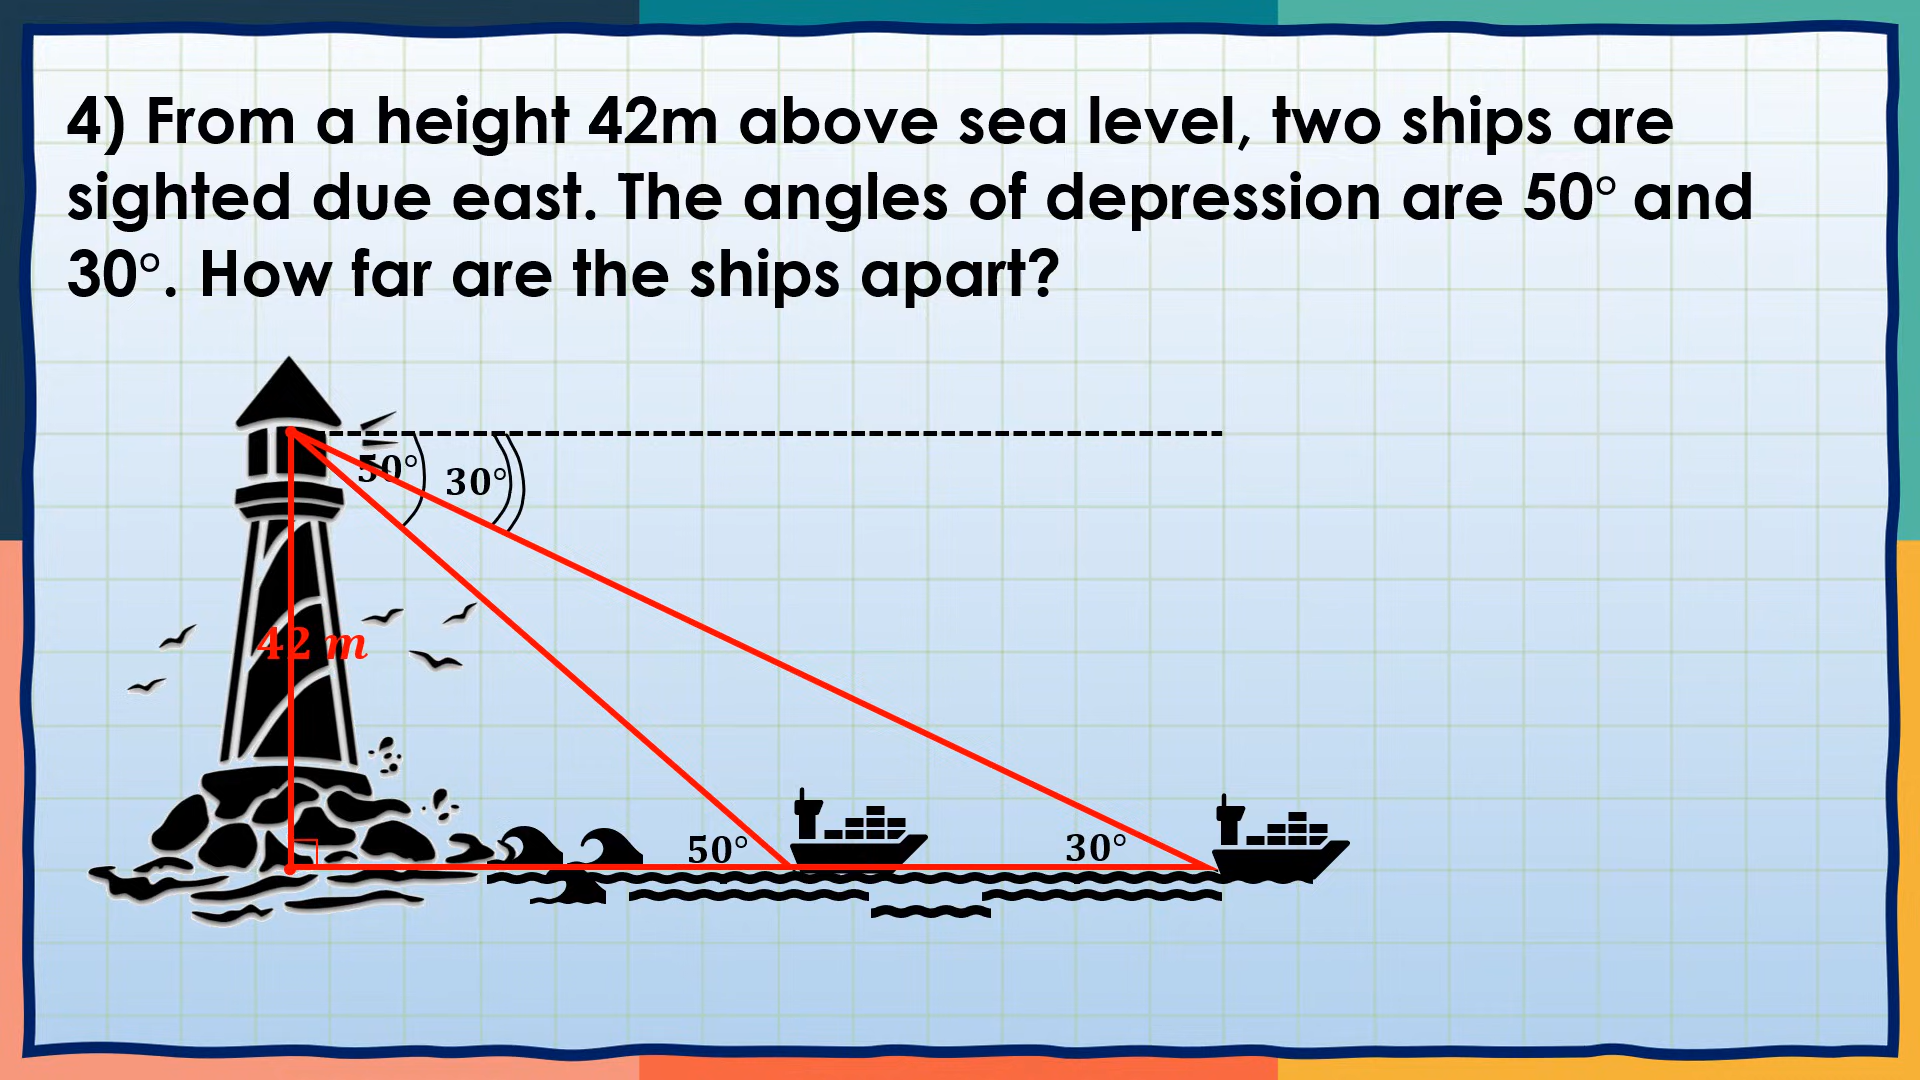 4) From a height 42m above sea level, two ships are
sighted due east. The angles of depression are 50° and
30°. How far are the ships apart?
50°
30°
42 m
50°
30°